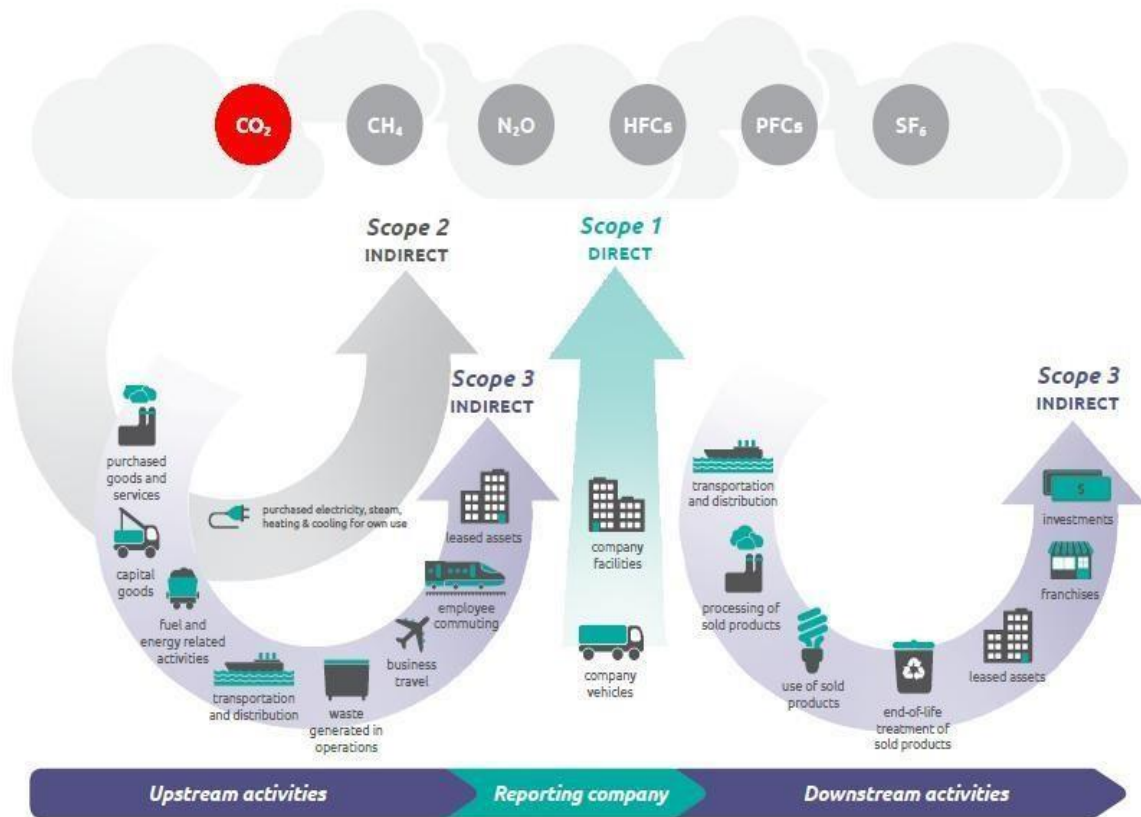 CO₂
CH₄
N₂O
HFCs
PFCs
SF₆
Scope 2
INDIRECT
Scope 1
DIRECT
Scope 3
INDIRECT
Scope 3
INDIRECT
purchased
goods and
services
capital
goods
fuel and
energy related
activities
purchased electricity, steam,
heating & cooling for own use
transportation
and distribution
waste
generated in
operations
business
travel
employee
commuting
leased assets
company
facilities
company
vehicles
transportation
and distribution
processing of
sold products
use of sold
products
end-of-life
treatment of
sold products
leased assets
franchises
$
investments
Upstream activities
Reporting company
Downstream activities